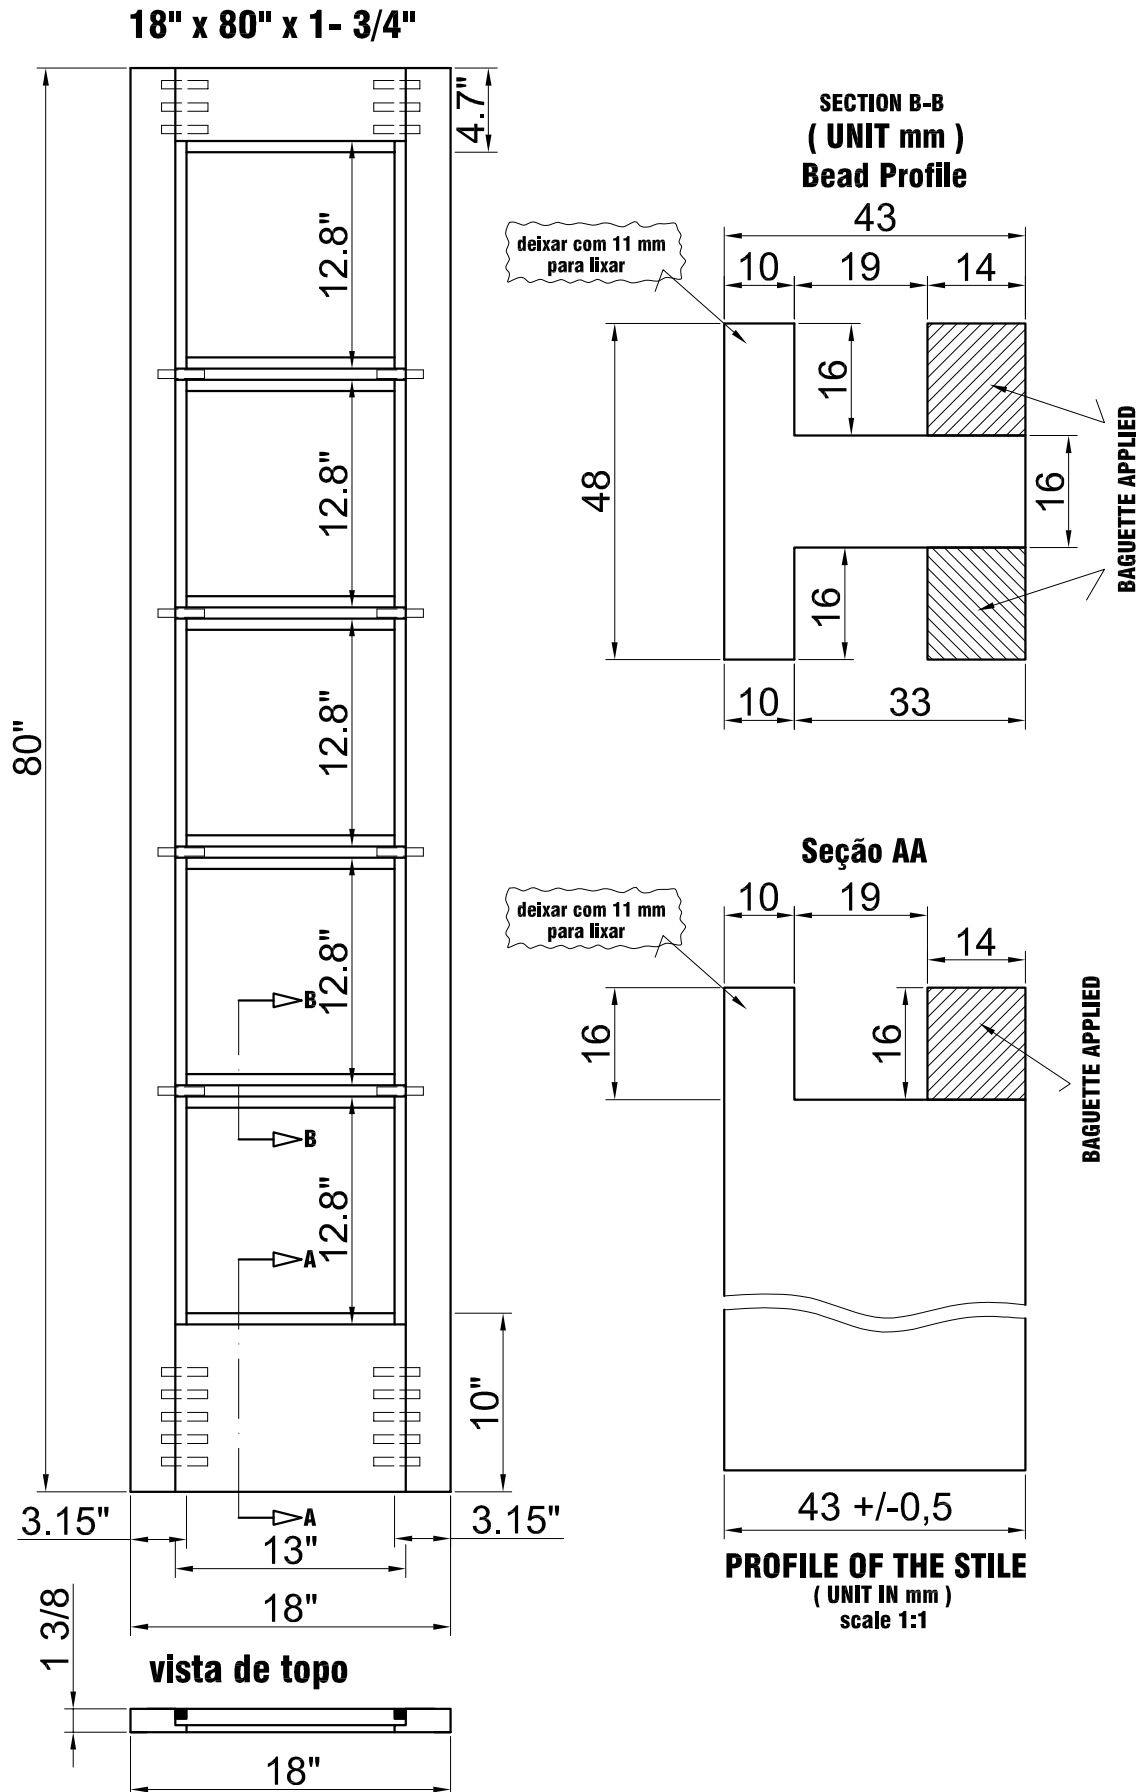 18" x 80" x 1- 3/4"
4.7"
12.8"
12.8"
12.8"
12.8"
12.8"
80"
B
B
A
A
10"
3.15"
3.15"
13"
18"
1 3/8
vista de topo
18"
SECTION B-B
( UNIT mm )
Bead Profile
43
deixar com 11 mm
para lixar
10
19
14
16
48
16
16
BAGUETTE APPLIED
10
33
Seção AA
deixar com 11 mm
para lixar
10
19
14
16
16
BAGUETTE APPLIED
43 +/-0,5
PROFILE OF THE STILE
( UNIT IN mm )
scale 1:1